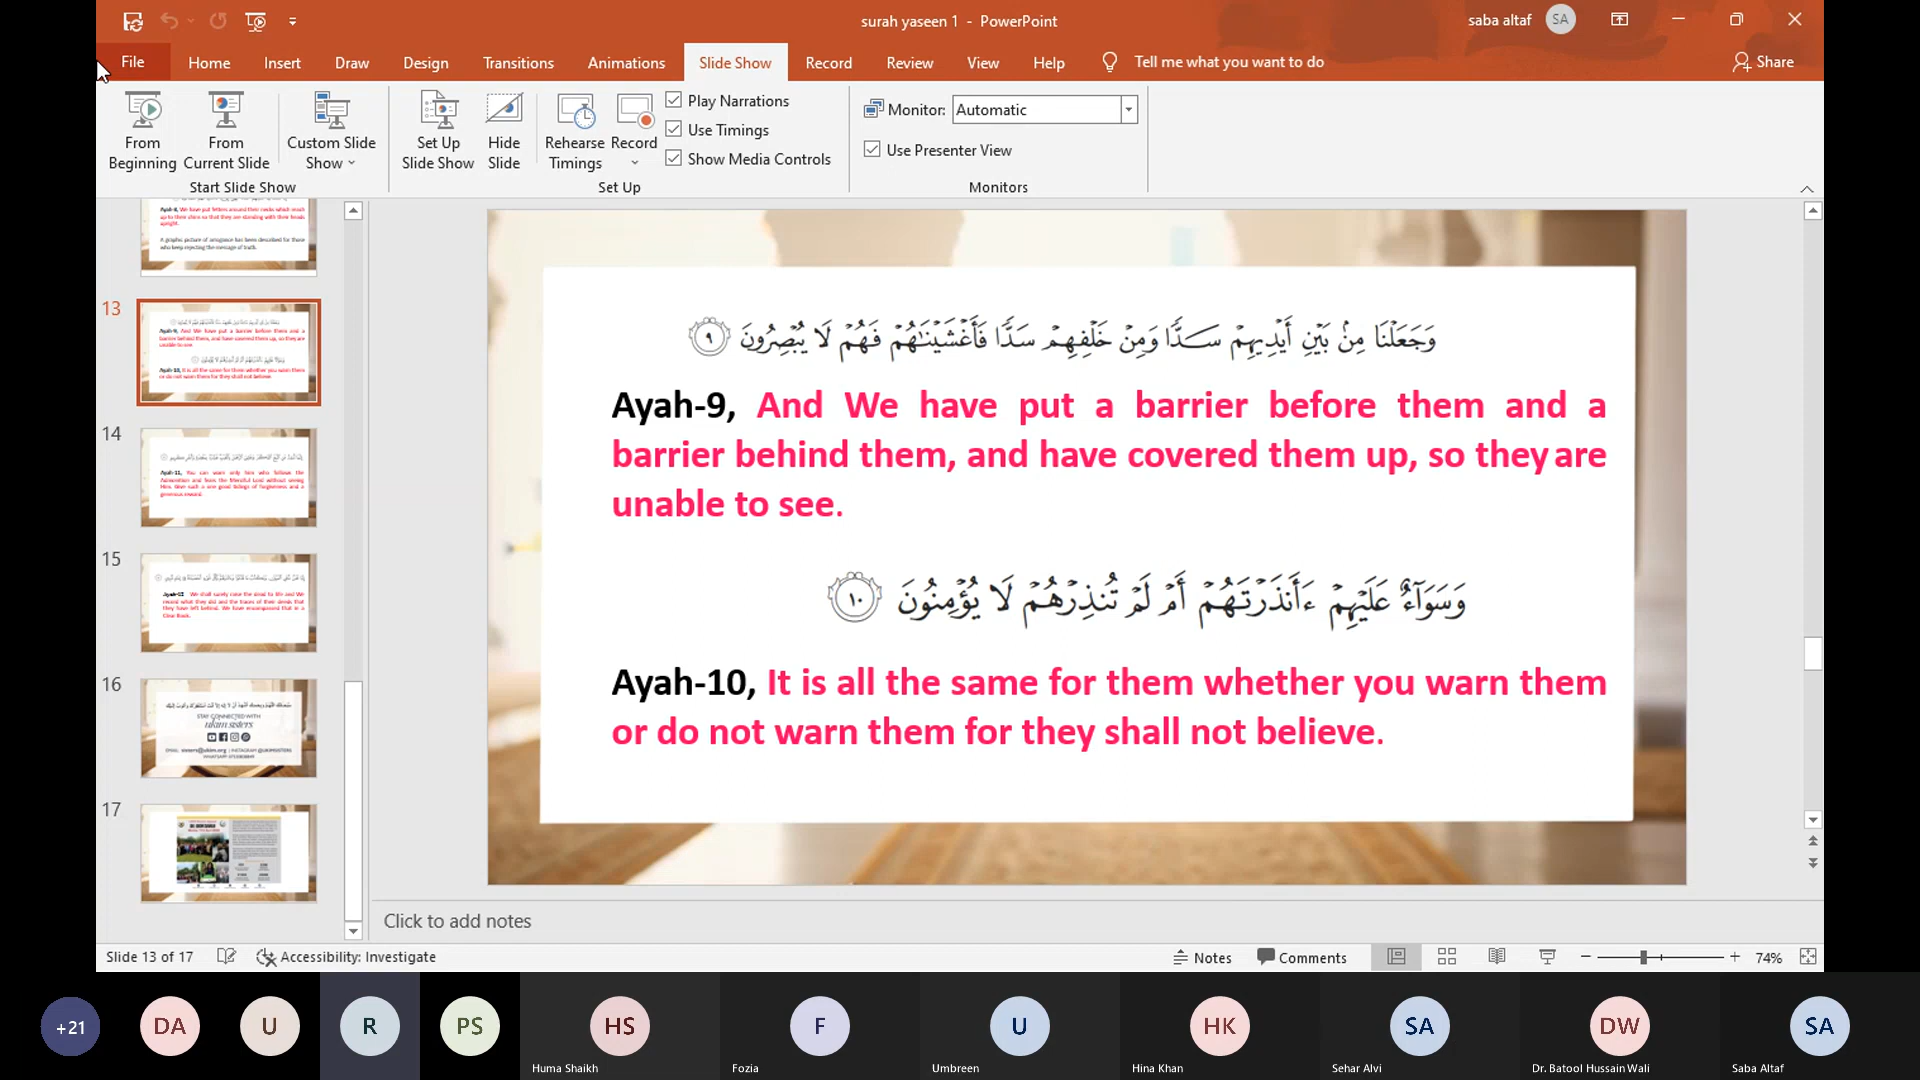 surah yaseen 1 - PowerPoint
saba altaf
SA
File
Home
Insert
Draw
Design
Transitions
Animations
Slide Show
Record
Review
View
Help
Tell me what you want to do
Share
From Beginning
From Current Slide
Custom Slide Show
Set Up Slide Show
Hide Slide
Rehearse Timings
Record
Play Narrations
Use Timings
Show Media Controls
Monitor: Automatic
Use Presenter View
Start Slide Show
Set Up
Monitors
13
14
15
16
17
وَجَعَلْنَا مِنۢ بَيْنِ أَيْدِيهِمْ سَدًّا وَمِنْ خَلْفِهِمْ سَدًّا فَأَغْشَيْنَـٰهُمْ فَهُمْ لَا يُبْصِرُونَ ٩
Ayah-9, And We have put a barrier before them and a
barrier behind them, and have covered them up, so they are
unable to see.
وَسَوَآءٌ عَلَيْهِمْ ءَأَنذَرْتَهُمْ أَمْ لَمْ تُنذِرْهُمْ لَا يُؤْمِنُونَ ١٠
Ayah-10, It is all the same for them whether you warn them
or do not warn them for they shall not believe.
Click to add notes
Slide 13 of 17
Accessibility: Investigate
Notes
Comments
74%
+21
DA
U
R
PS
HS
F
U
HK
SA
DW
SA
Huma Shaikh
Fozia
Umbreen
Hina Khan
Sehar Alvi
Dr. Batool Hussain Wali
Saba Altaf